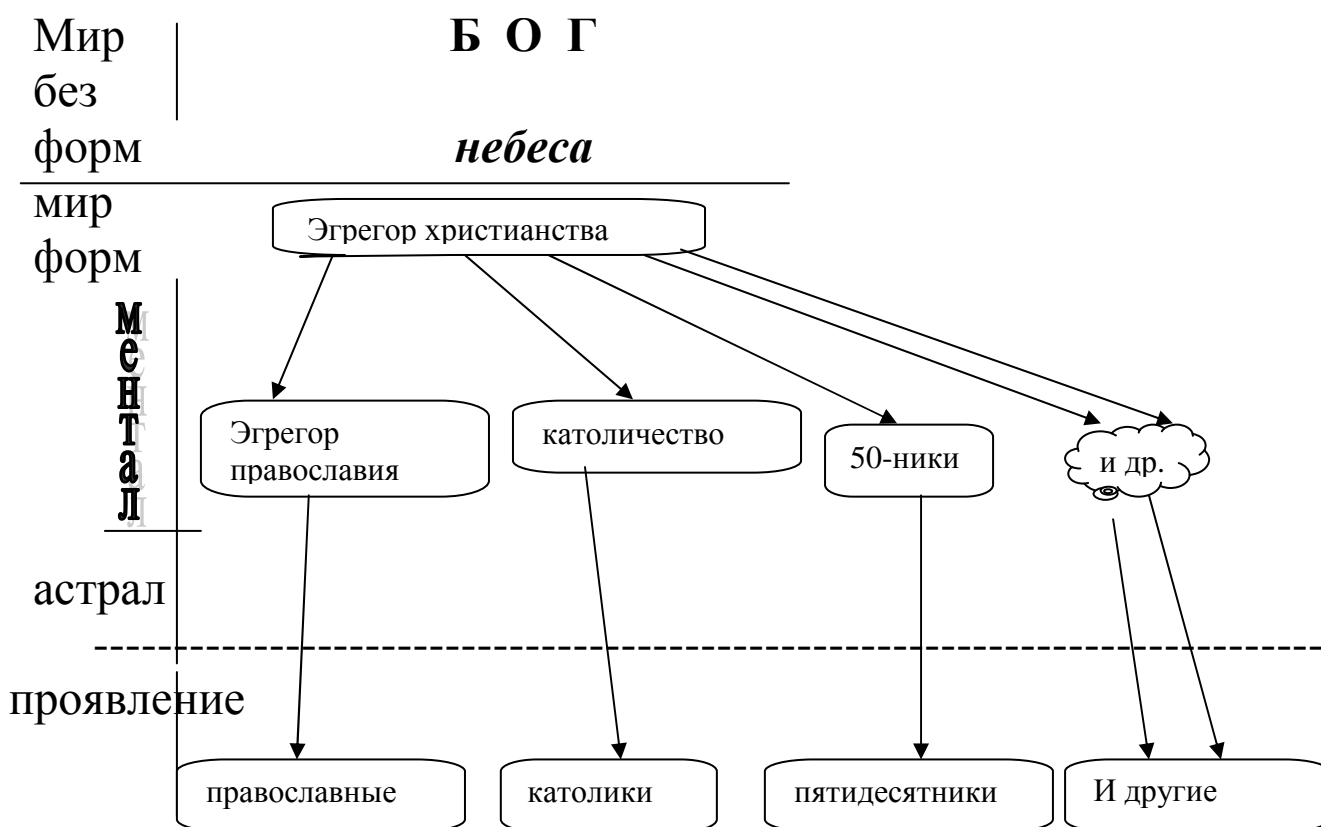 Мир
Б О Г
без
форм
небеса
мир
форм
Эгрегор христианства
ментал
Эгрегор
православия
католичество
50-ники
и др.
астрал
проявление
православные
католики
пятидесятники
И другие